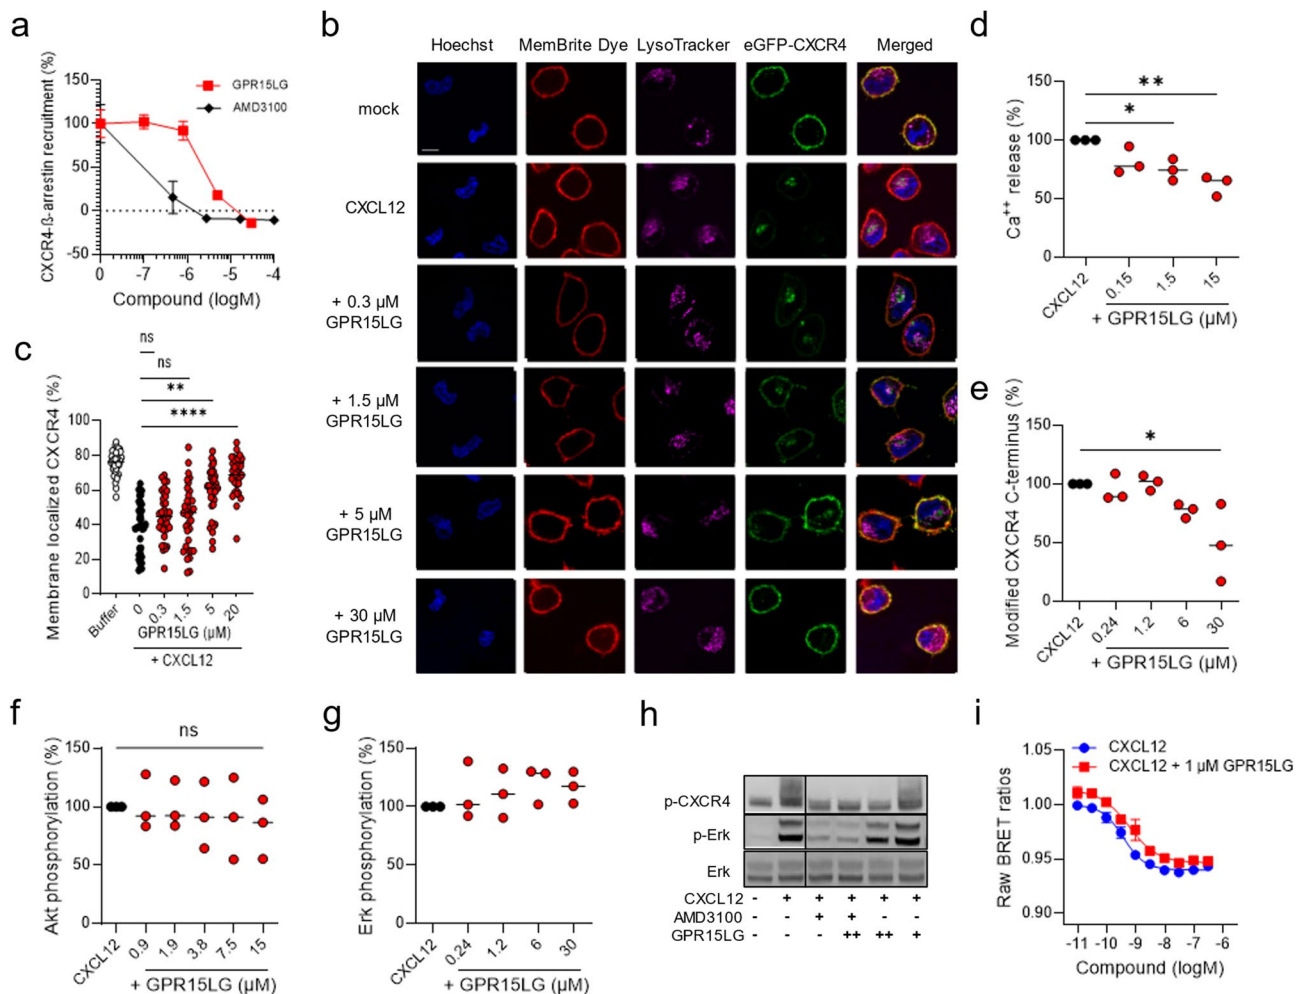 a
CXCR4-ß-arrestin recruitment (%)
150
100
50
0
-50
GPR15LG
AMD3100
0 -7 -6 -5 -4
Compound (logM)
b
Hoechst MemBrite Dye LysoTracker eGFP-CXCR4 Merged
mock
CXCL12
+ 0.3 µM
GPR15LG
+ 1.5 µM
GPR15LG
+ 5 µM
GPR15LG
+ 30 µM
GPR15LG
c
Membrane localized CXCR4 (%)
ns
ns
**
****
100
80
60
40
20
0
Buffer 0 0.3 1.5 5 20
GPR15LG (µM)
+ CXCL12
d
Ca++ release (%)
150
100
50
0
**
*
CXCL12 0.15 1.5 15
+ GPR15LG (µM)
e
Modified CXCR4 C-terminus (%)
150
100
50
0
*
CXCL12 0.24 1.2 6 30
+ GPR15LG (µM)
f
Akt phosphorylation (%)
ns
150
100
50
0
CXCL12 0.9 1.9 3.8 7.5 15
+ GPR15LG (µM)
g
Erk phosphorylation (%)
150
100
50
0
CXCL12 0.24 1.2 6 30
+ GPR15LG (µM)
h
p-CXCR4
p-Erk
Erk
CXCL12 - + + + - +
AMD3100 - - + + - -
GPR15LG - - - ++ ++ +
i
Raw BRET ratios
1.05
1.00
0.95
0.90
CXCL12
CXCL12 + 1 µM GPR15LG
-11 -10 -9 -8 -7 -6
Compound (logM)